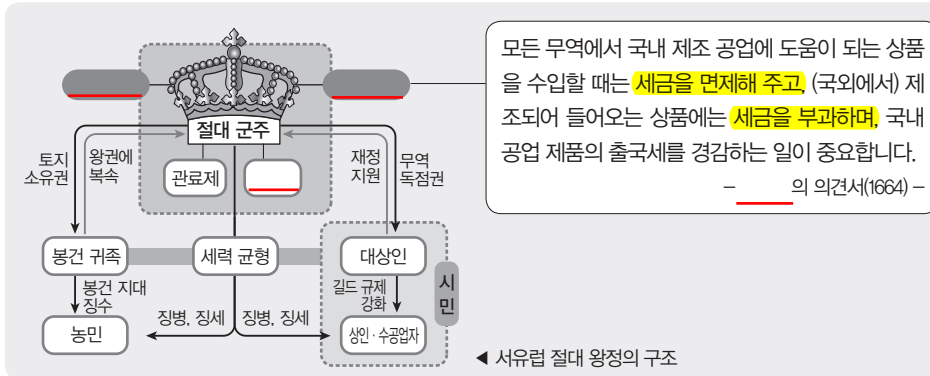 모든 무역에서 국내 제조 공업에 도움이 되는 상품
을 수입할 때는 세금을 면제해 주고, (국외에서) 제
조되어 들어오는 상품에는 세금을 부과하며, 국내
공업 제품의 출국세를 경감하는 일이 중요합니다.
– 의 의견서(1664) –
절대 군주
토지
소유권
왕권에
복속
관료제
재정
지원
무역
독점권
봉건 귀족
세력 균형
대상인
봉건 지대
징수
길드 규제
강화
시
민
징병, 징세
징병, 징세
농민
상인·수공업자
◀ 서유럽 절대 왕정의 구조